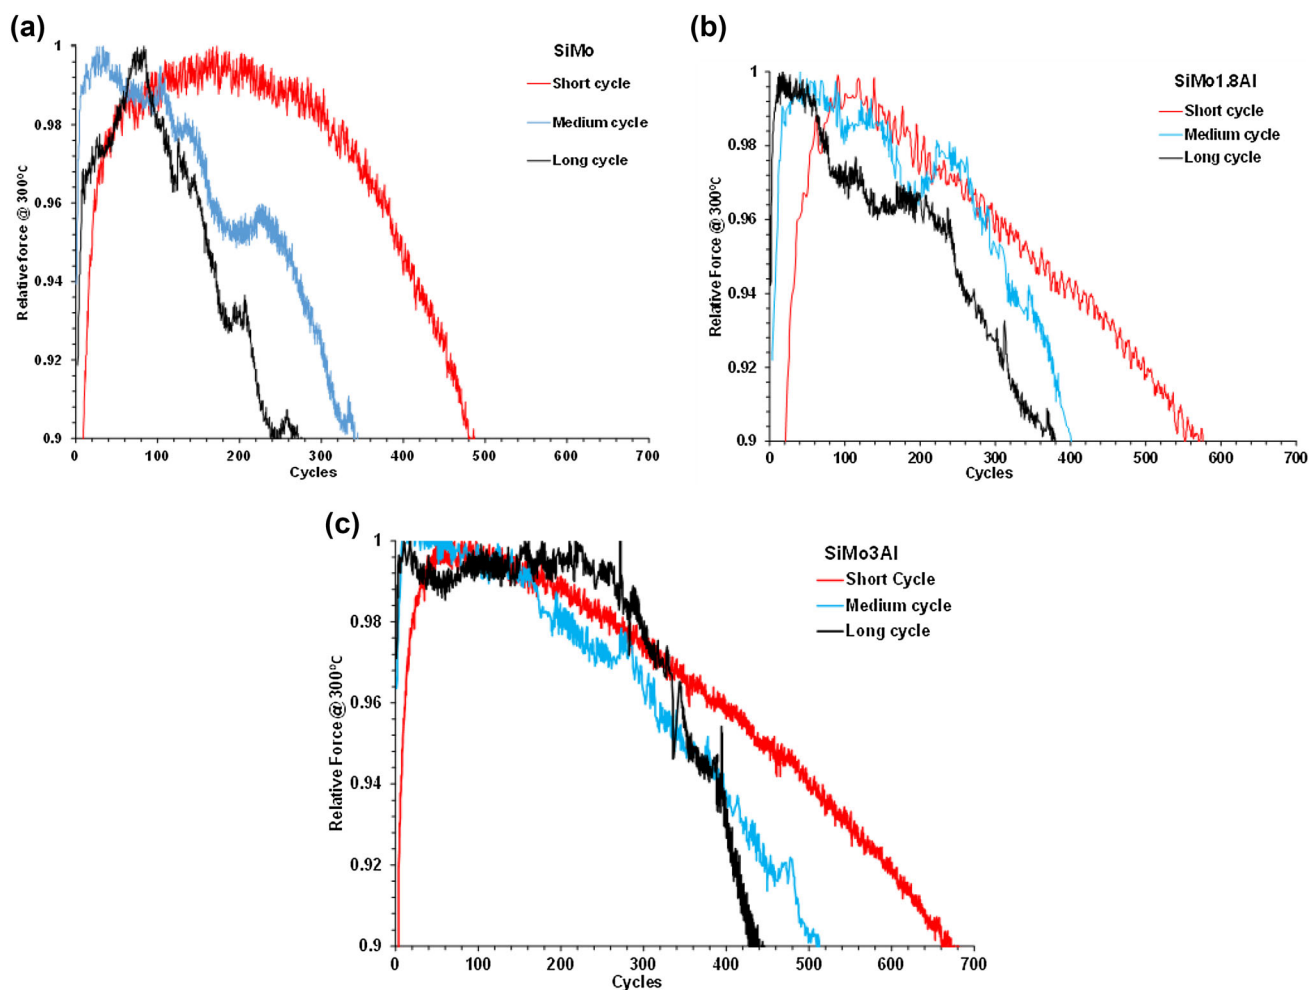 (a)
SiMo
Short cycle
Medium cycle
Long cycle
Relative force @ 300°C
1
0.98
0.96
0.94
0.92
0.9
0 100 200 300 400 500 600 700
Cycles
(b)
SiMo1.8Al
Short cycle
Medium cycle
Long cycle
Relative Force @ 300°C
1
0.98
0.96
0.94
0.92
0.9
0 100 200 300 400 500 600 700
Cycles
(c)
SiMo3Al
Short Cycle
Medium cycle
Long cycle
Relative Force @ 300°C
1
0.98
0.96
0.94
0.92
0.9
0 100 200 300 400 500 600 700
Cycles